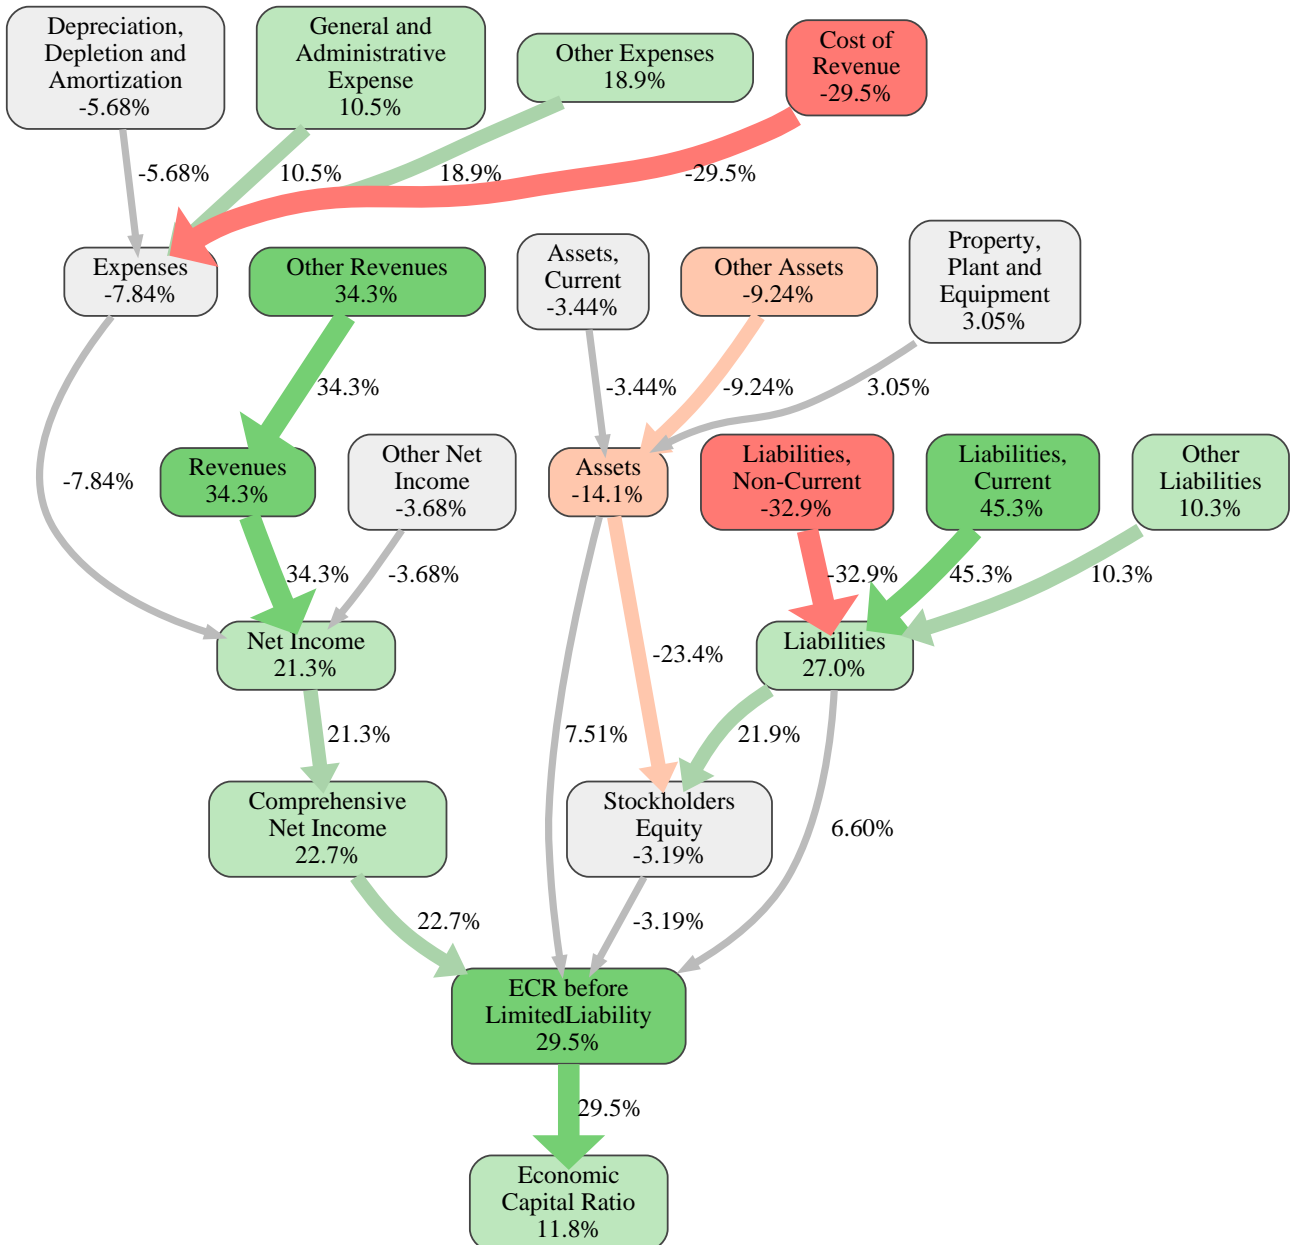 Depreciation,
Depletion and
Amortization
-5.68%
General and
Administrative
Expense
10.5%
Other Expenses
18.9%
Cost of
Revenue
-29.5%
-5.68%
10.5%
18.9%
-29.5%
Expenses
-7.84%
Other Revenues
34.3%
Assets,
Current
-3.44%
Other Assets
-9.24%
Property,
Plant and
Equipment
3.05%
34.3%
-3.44%
-9.24%
3.05%
-7.84%
Revenues
34.3%
Other Net
Income
-3.68%
Assets
-14.1%
Liabilities,
Non-Current
-32.9%
Liabilities,
Current
45.3%
Other
Liabilities
10.3%
34.3%
-3.68%
-32.9%
45.3%
10.3%
Net Income
21.3%
-23.4%
Liabilities
27.0%
21.3%
7.51%
21.9%
Comprehensive
Net Income
22.7%
Stockholders
Equity
-3.19%
6.60%
22.7%
-3.19%
ECR before
LimitedLiability
29.5%
29.5%
Economic
Capital Ratio
11.8%